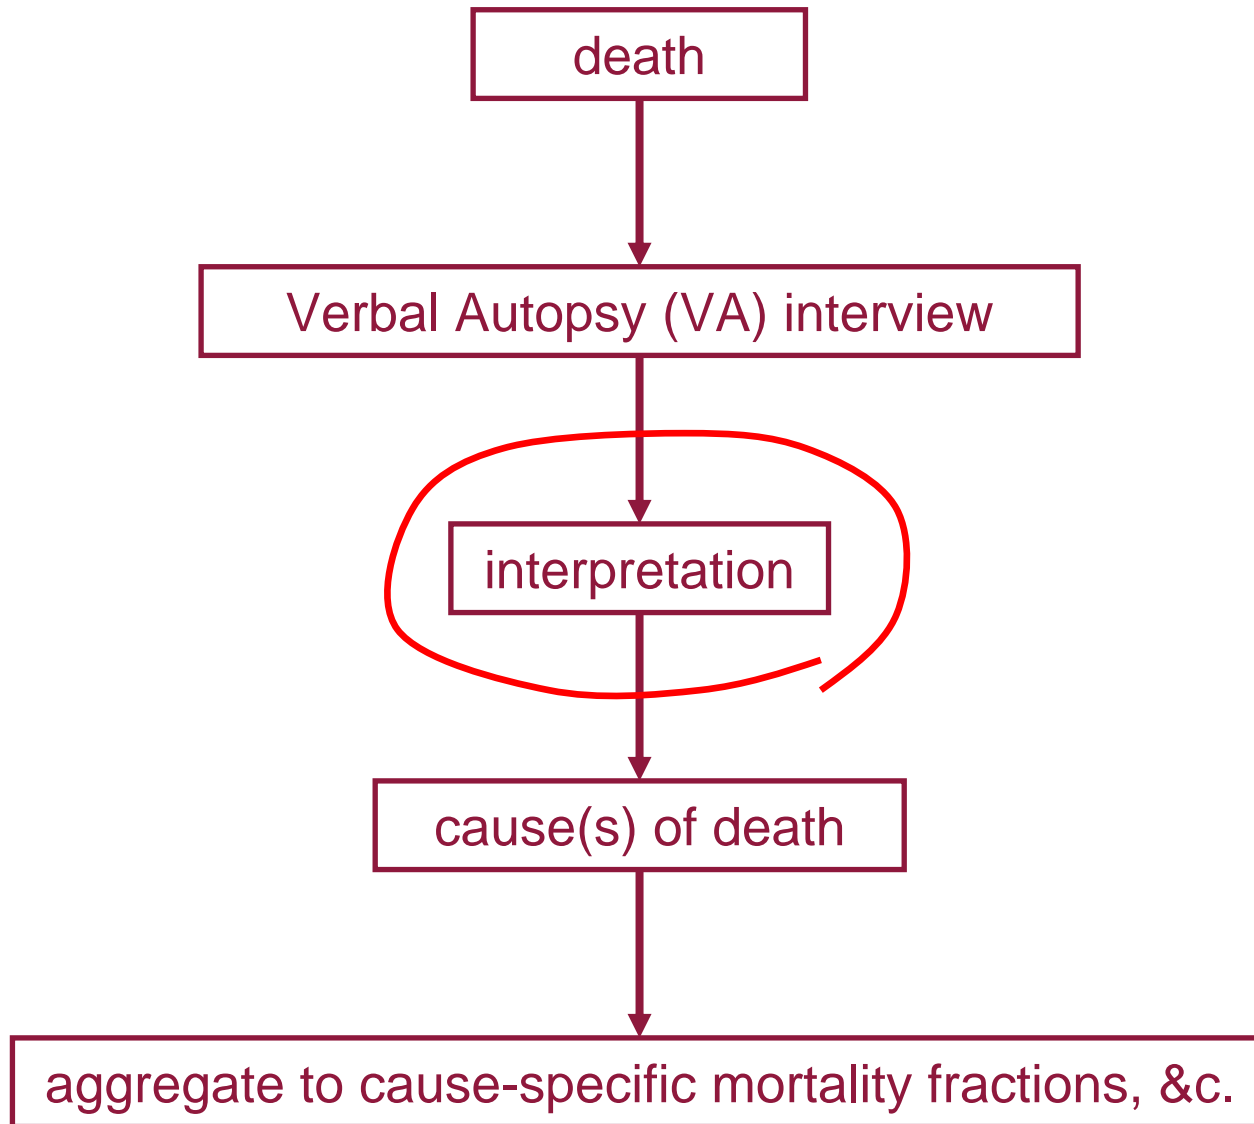 death
Verbal Autopsy (VA) interview
interpretation
cause(s) of death
aggregate to cause-specific mortality fractions, &c.